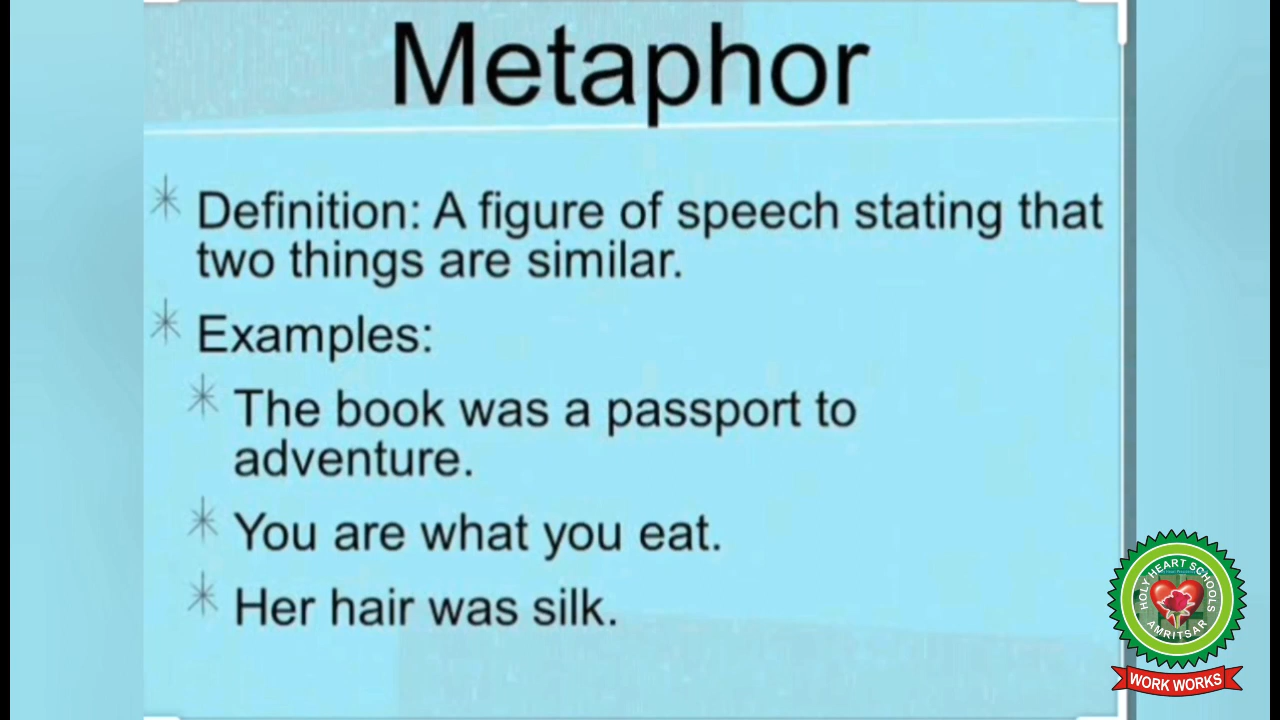 Metaphor
Definition: A figure of speech stating that
two things are similar.
Examples:
The book was a passport to
adventure.
You are what you eat.
Her hair was silk.
HOLY HEART SCHOOLS
AMRITSAR
WORK WORKS